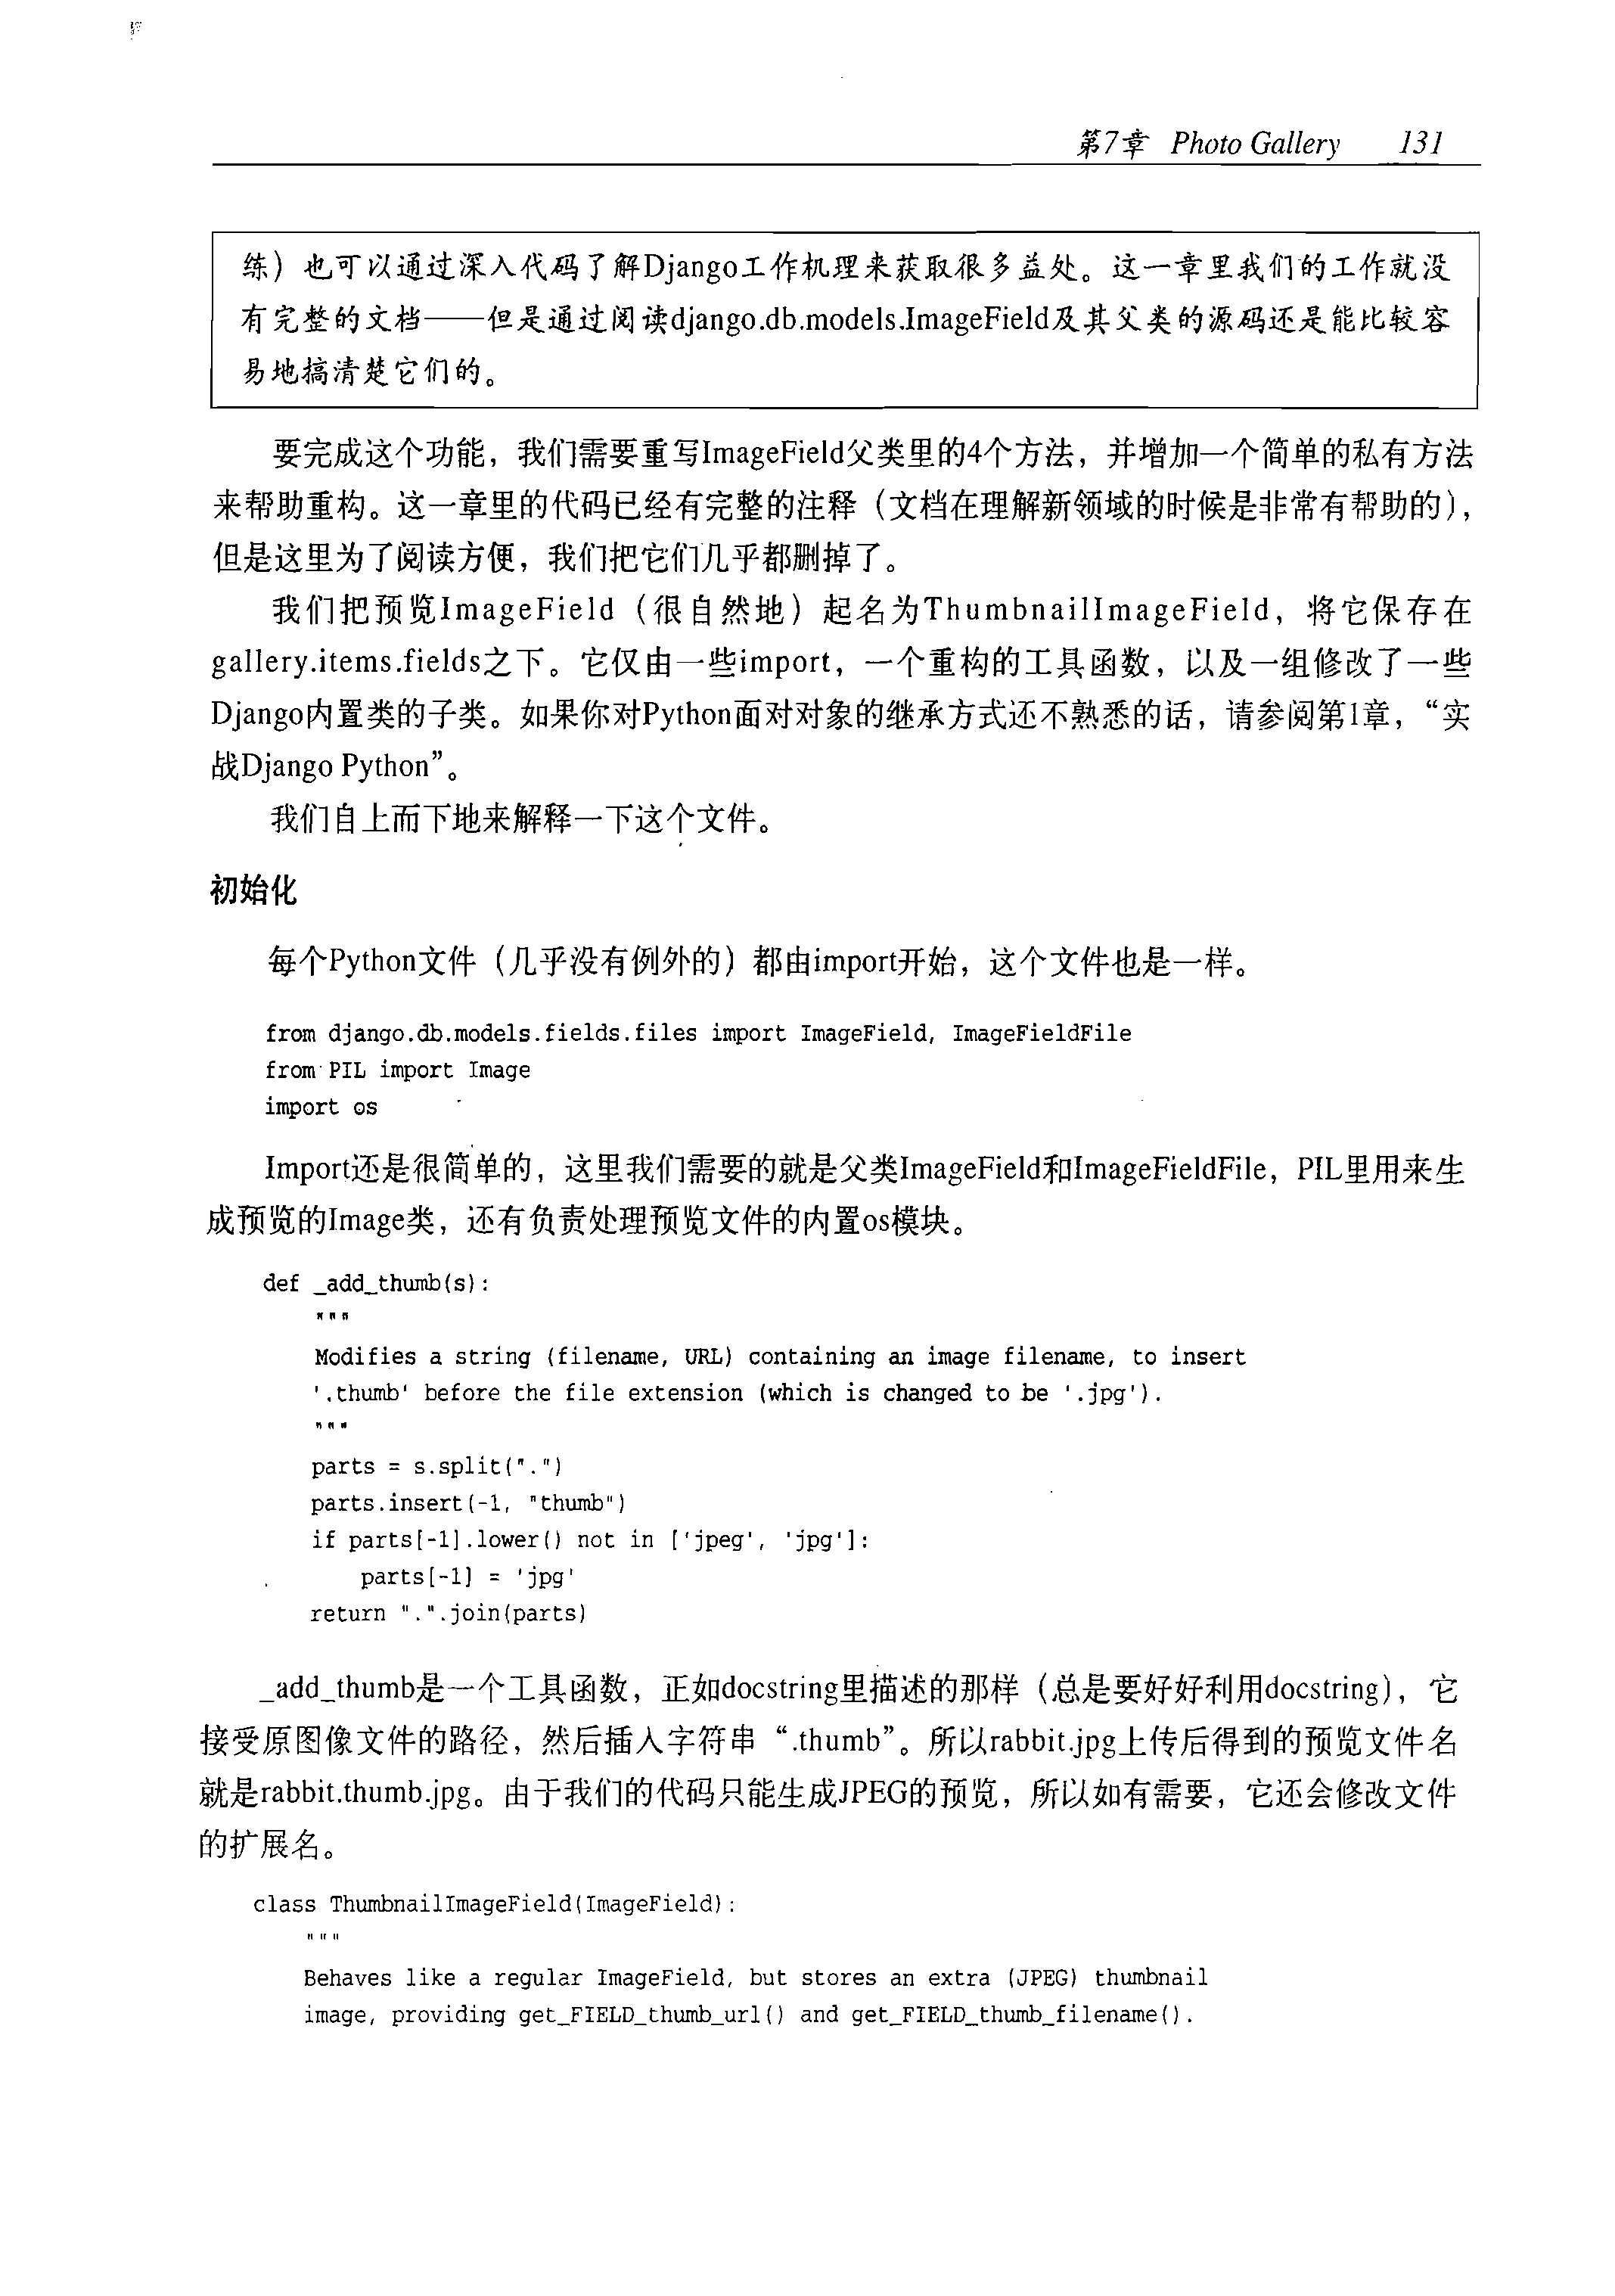 第7章 Photo Gallery 131
练）也可以通过深入代码了解Django工作机理来获取很多益处。这一章里我们的工作就没
有完整的文档——但是通过阅读django.db.models.ImageField及其父类的源码还是能比较容
易地搞清楚它们的。
要完成这个功能，我们需要重写ImageField父类里的4个方法，并增加一个简单的私有方法
来帮助重构。这一章里的代码已经有完整的注释（文档在理解新领域的时候是非常有帮助的），
但是这里为了阅读方便，我们把它们几乎都删掉了。
我们把预览ImageField（很自然地）起名为ThumbnailImageField，将它保存在
gallery.items.fields之下。它仅由一些import，一个重构的工具函数，以及一组修改了一些
Django内置类的子类。如果你对Python面对对象的继承方式还不熟悉的话，请参阅第1章，“实
战Django Python”。
我们自上而下地来解释一下这个文件。
初始化
每个Python文件（几乎没有例外的）都由import开始，这个文件也是一样。
from django.db.models.fields.files import ImageField, ImageFieldFile
from PIL import Image
import os
Import还是很简单的，这里我们需要的就是父类ImageField和ImageFieldFile，PIL里用来生
成预览的Image类，还有负责处理预览文件的内置os模块。
def _add_thumb(s):
"""
Modifies a string (filename, URL) containing an image filename, to insert
'.thumb' before the file extension (which is changed to be '.jpg').
"""
parts = s.split(".")
parts.insert(-1, "thumb")
if parts[-1].lower() not in ['jpeg', 'jpg']:
parts[-1] = 'jpg'
return ".".join(parts)
_add_thumb是一个工具函数，正如docstring里描述的那样（总是要好好利用docstring），它
接受原图像文件的路径，然后插入字符串“.thumb”。所以rabbit.jpg上传后得到的预览文件名
就是rabbit.thumb.jpg。由于我们的代码只能生成JPEG的预览，所以如有需要，它还会修改文件
的扩展名。
class ThumbnailImageField(ImageField):
"""
Behaves like a regular ImageField, but stores an extra (JPEG) thumbnail
image, providing get_FIELD_thumb_url() and get_FIELD_thumb_filename().